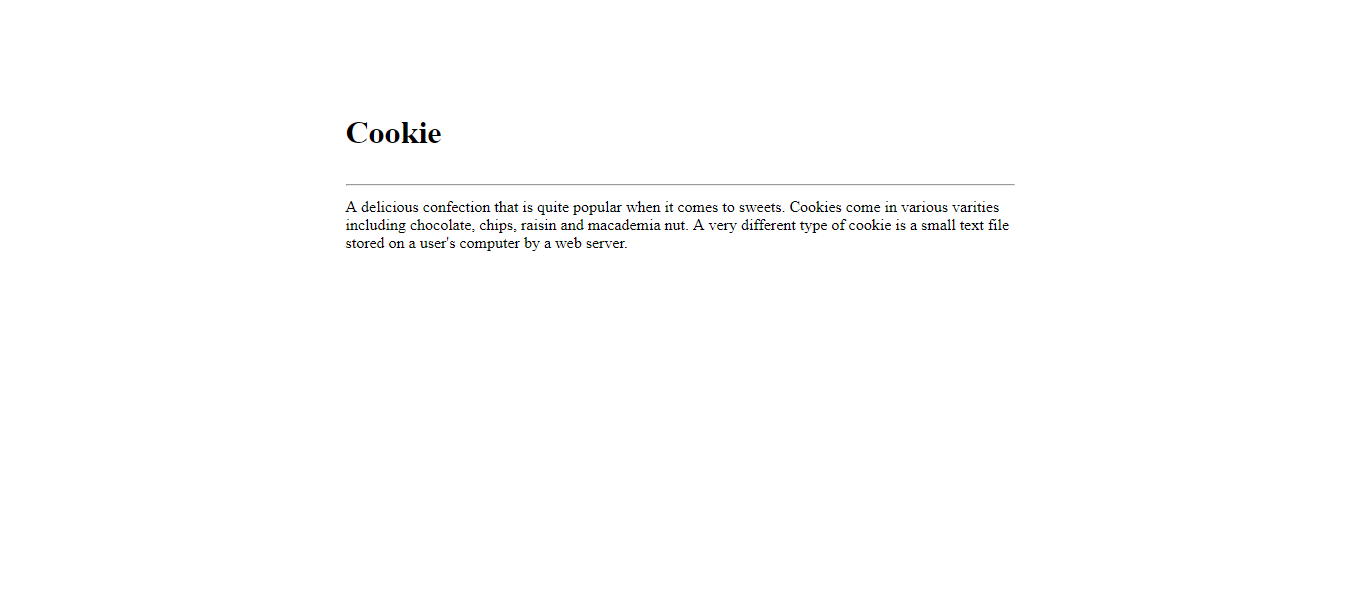 Cookie
A delicious confection that is quite popular when it comes to sweets. Cookies come in various varities
including chocolate, chips, raisin and macademia nut. A very different type of cookie is a small text file
stored on a user's computer by a web server.